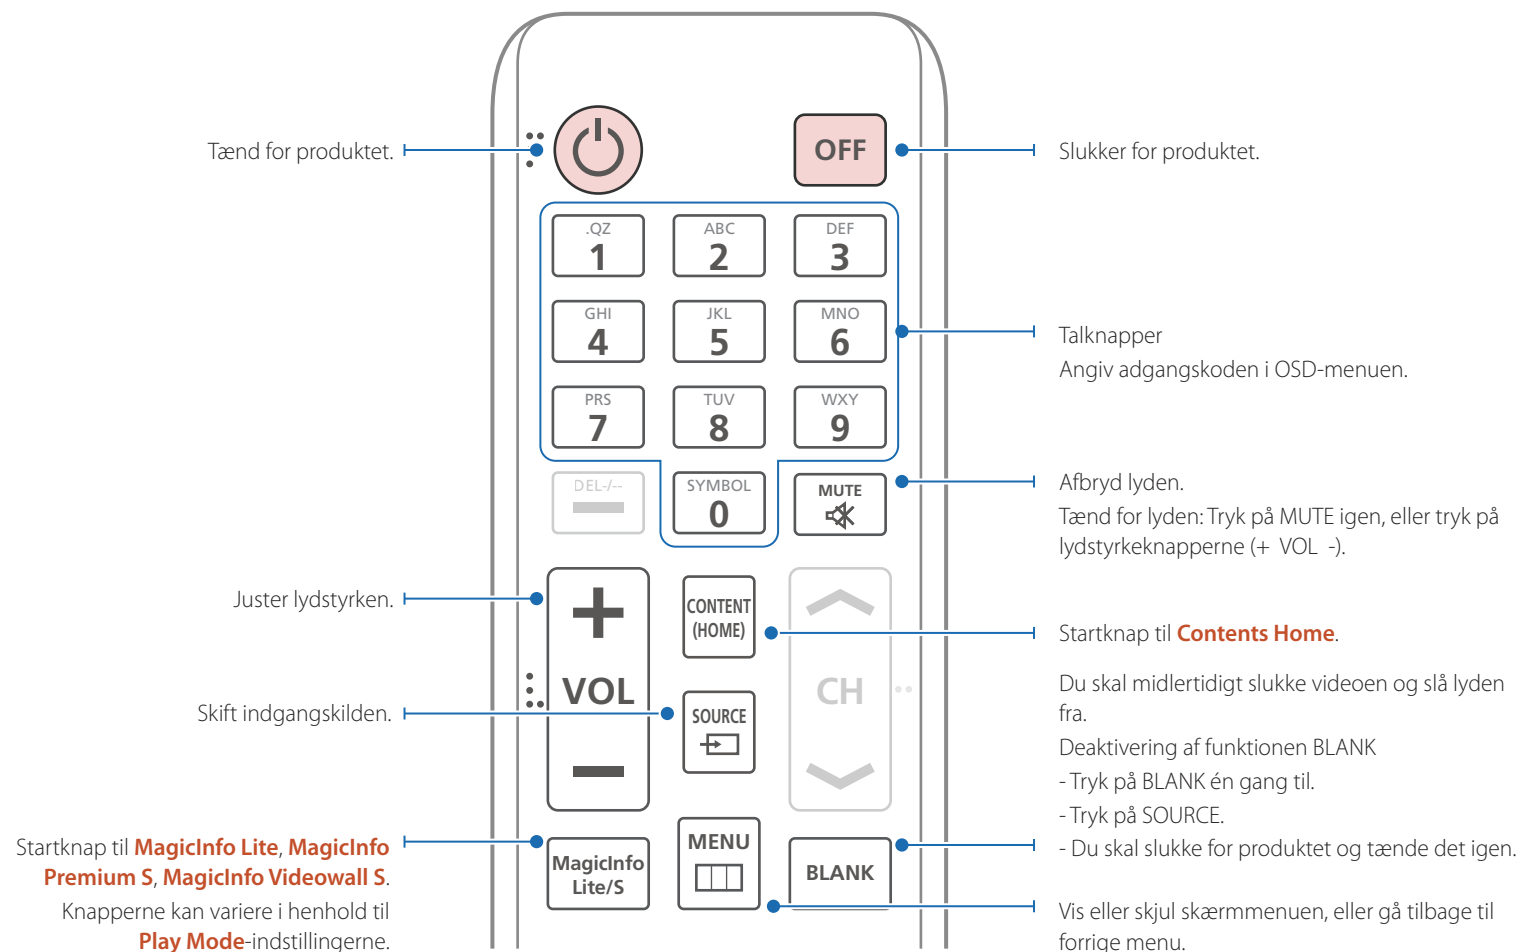 Tænd for produktet.
OFF
Slukker for produktet.
.QZ
1
ABC
2
DEF
3
GHI
4
JKL
5
MNO
6
Talknapper
Angiv adgangskoden i OSD-menuen.
PRS
7
TUV
8
WXY
9
DEL-/--
SYMBOL
0
MUTE
Afbryd lyden.
Tænd for lyden: Tryk på MUTE igen, eller tryk på
lydstyrkeknapperne (+ VOL -).
Juster lydstyrken.
+
VOL
−
CONTENT
(HOME)
CH
Startknap til Contents Home.
Skift indgangskilden.
SOURCE
Du skal midlertidigt slukke videoen og slå lyden
fra.
Deaktivering af funktionen BLANK
- Tryk på BLANK én gang til.
- Tryk på SOURCE.
- Du skal slukke for produktet og tænde det igen.
Startknap til MagicInfo Lite, MagicInfo
Premium S, MagicInfo Videowall S.
Knapperne kan variere i henhold til
Play Mode-indstillingerne.
MagicInfo
Lite/S
MENU
BLANK
Vis eller skjul skærmmenuen, eller gå tilbage til
forrige menu.